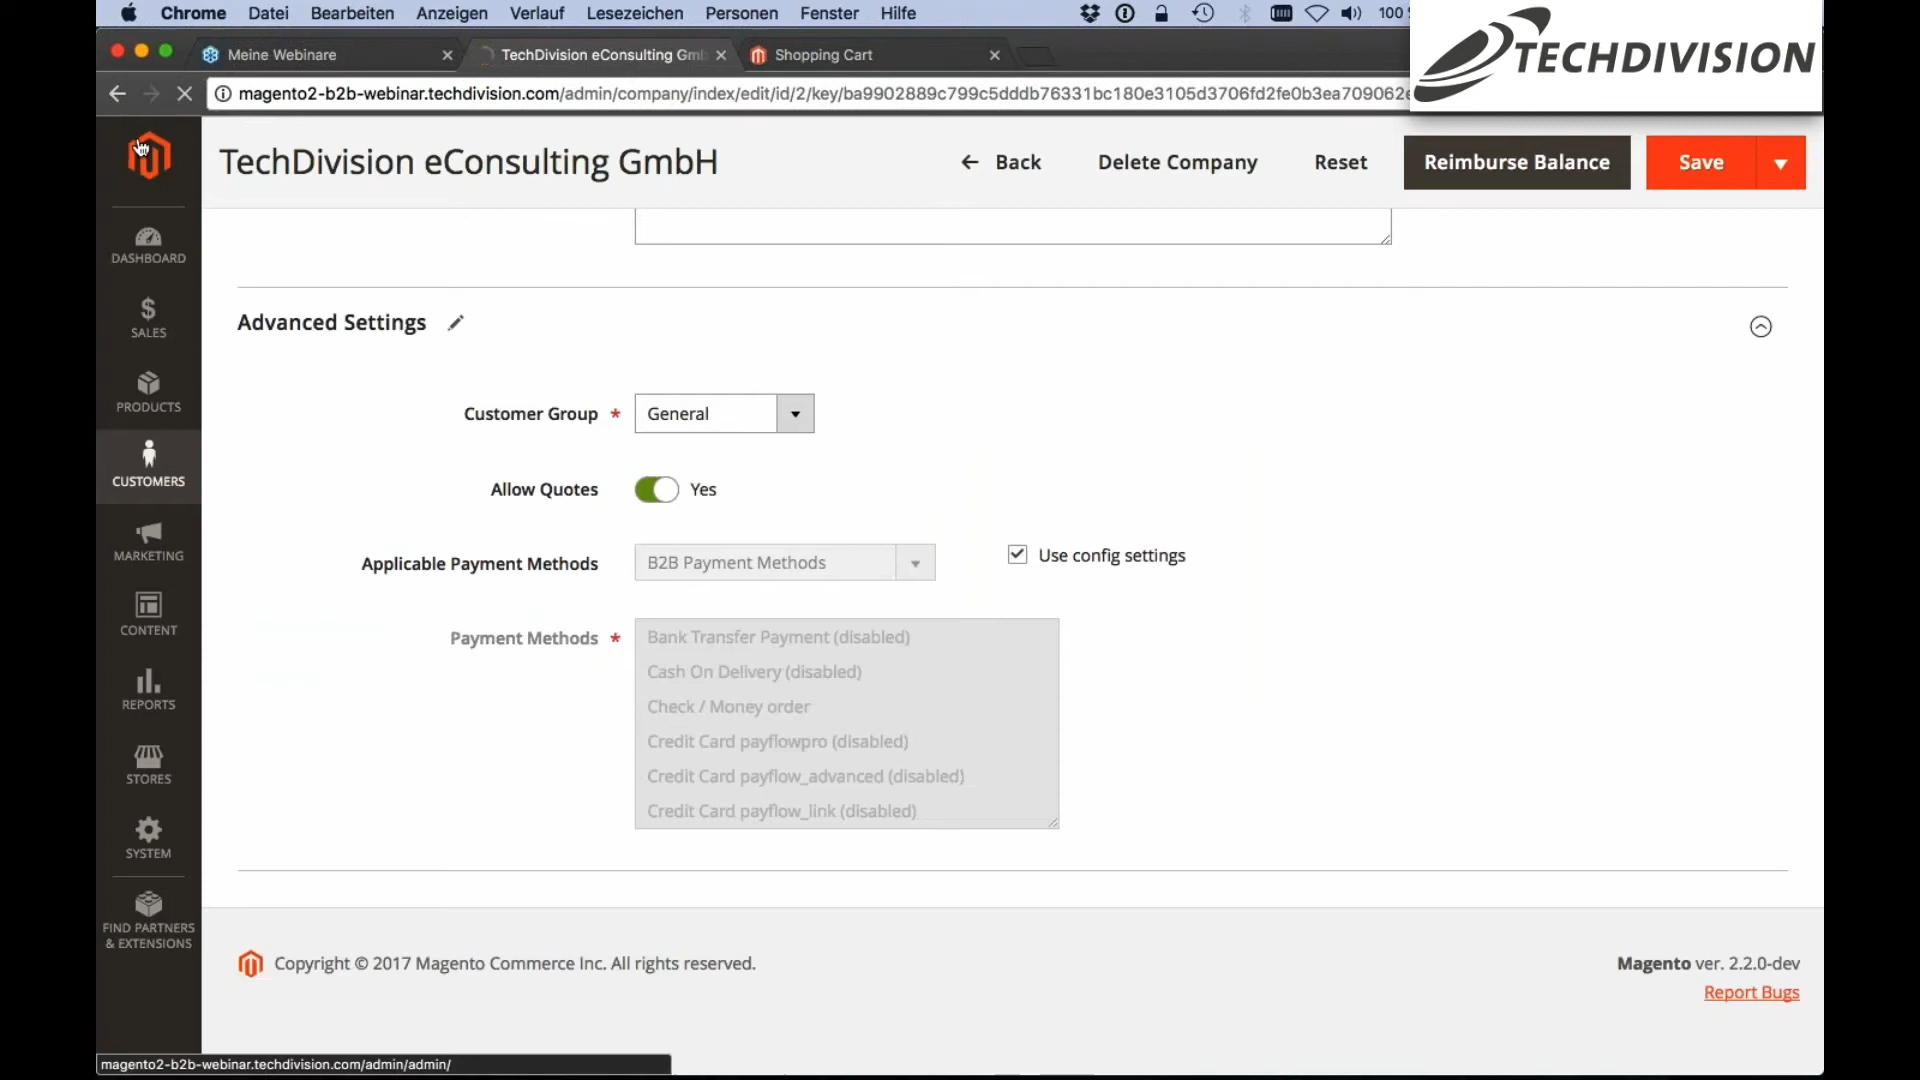 Chrome Datei Bearbeiten Anzeigen Verlauf Lesezeichen Personen Fenster Hilfe 100
TECHDIVISION
Meine Webinare TechDivision eConsulting Gmb Shopping Cart
magento2-b2b-webinar.techdivision.com/admin/company/index/edit/id/2/key/ba9902889c799c5dddb76331bc180e3105d3706fd2fe0b3ea709062e
TechDivision eConsulting GmbH Back Delete Company Reset Reimburse Balance Save
DASHBOARD
SALES
PRODUCTS
CUSTOMERS
MARKETING
CONTENT
REPORTS
STORES
SYSTEM
FIND PARTNERS
& EXTENSIONS
Advanced Settings
Customer Group * General
Allow Quotes Yes
Applicable Payment Methods B2B Payment Methods Use config settings
Payment Methods * Bank Transfer Payment (disabled)
Cash On Delivery (disabled)
Check / Money order
Credit Card payflowpro (disabled)
Credit Card payflow_advanced (disabled)
Credit Card payflow_link (disabled)
Copyright © 2017 Magento Commerce Inc. All rights reserved. Magento ver. 2.2.0-dev
Report Bugs
magento2-b2b-webinar.techdivision.com/admin/admin/